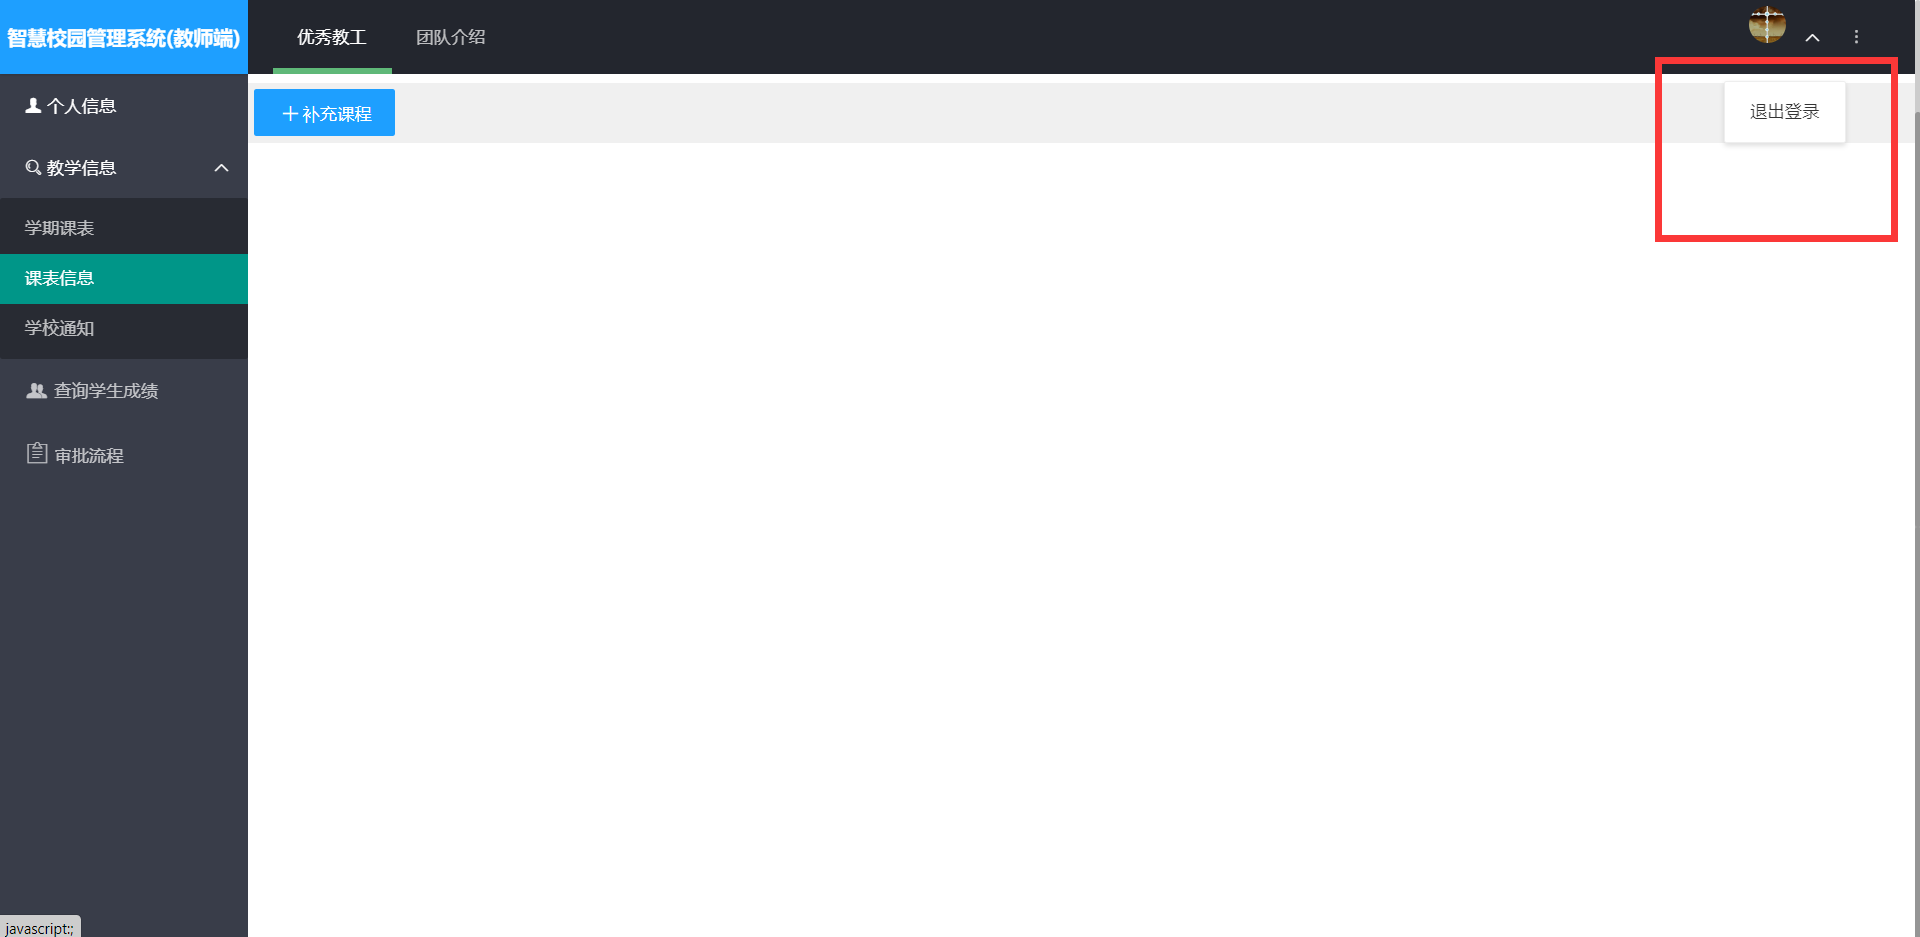 智慧校园管理系统(教师端)
优秀教工
团队介绍
个人信息
教学信息
学期课表
课表信息
学校通知
查询学生成绩
审批流程
补充课程
退出登录
javascript:;